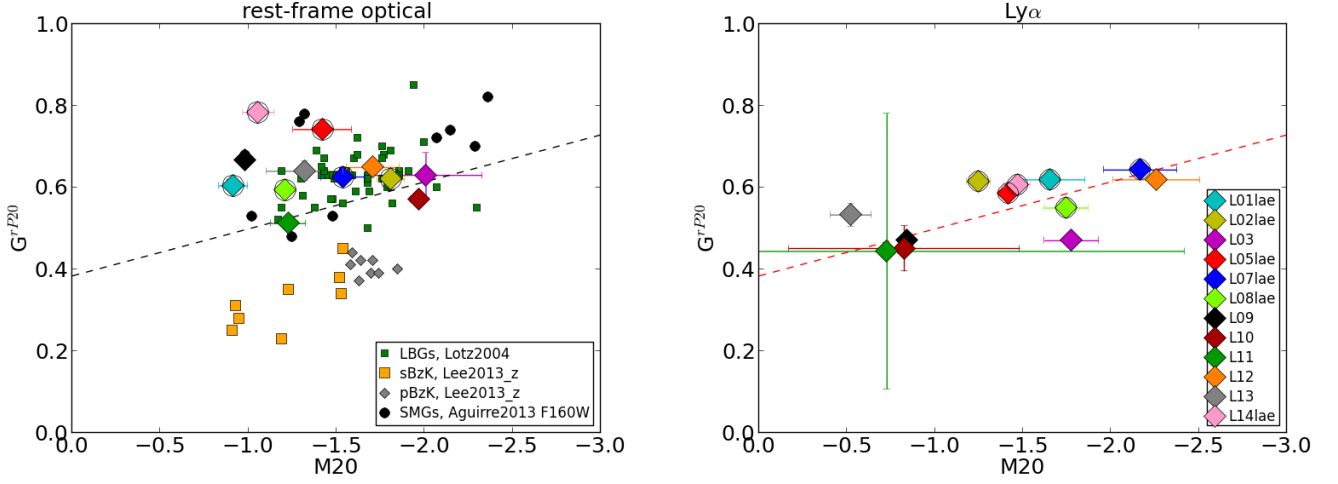 rest-frame optical
1.0
0.8
0.6
0.4
0.2
0.0
G^rP20
0.0
−0.5
−1.0
−1.5
−2.0
−2.5
−3.0
M20
LBGs, Lotz2004
sBzK, Lee2013_z
pBzK, Lee2013_z
SMGs, Aguirre2013 F160W
Lyα
1.0
0.8
0.6
0.4
0.2
0.0
G^rP20
0.0
−0.5
−1.0
−1.5
−2.0
−2.5
−3.0
M20
L01lae
L02lae
L03
L05lae
L07lae
L08lae
L09
L10
L11
L12
L13
L14lae